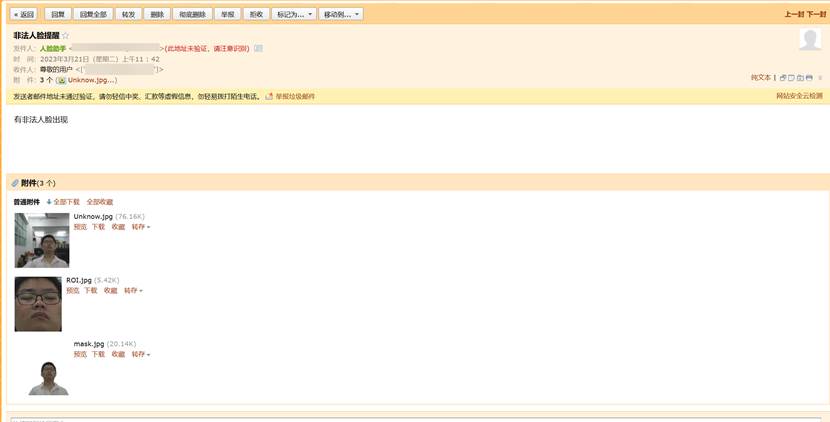 « 返回 回复 回复全部 转发 删除 彻底删除 举报 拒收 标记为... 移动到... 上一封 下一封
非法人脸提醒 ☆
发件人： 人脸助手 < >(此地址未验证，请注意识别)
时 间： 2023年3月21日（星期二）上午11：42
收件人： 尊敬的用户 <[' ']>
附 件： 3 个 ( Unknow.jpg...) 纯文本 |
发送者邮件地址未通过验证，请勿轻信中奖、汇款等虚假信息，勿轻易拨打陌生电话。 举报垃圾邮件 网站安全云检测
有非法人脸出现
附件(3 个)
普通附件 全部下载 全部收藏
Unknow.jpg (76.16K)
预览 下载 收藏 转存
ROI.jpg (5.42K)
预览 下载 收藏 转存
mask.jpg (20.14K)
预览 下载 收藏 转存